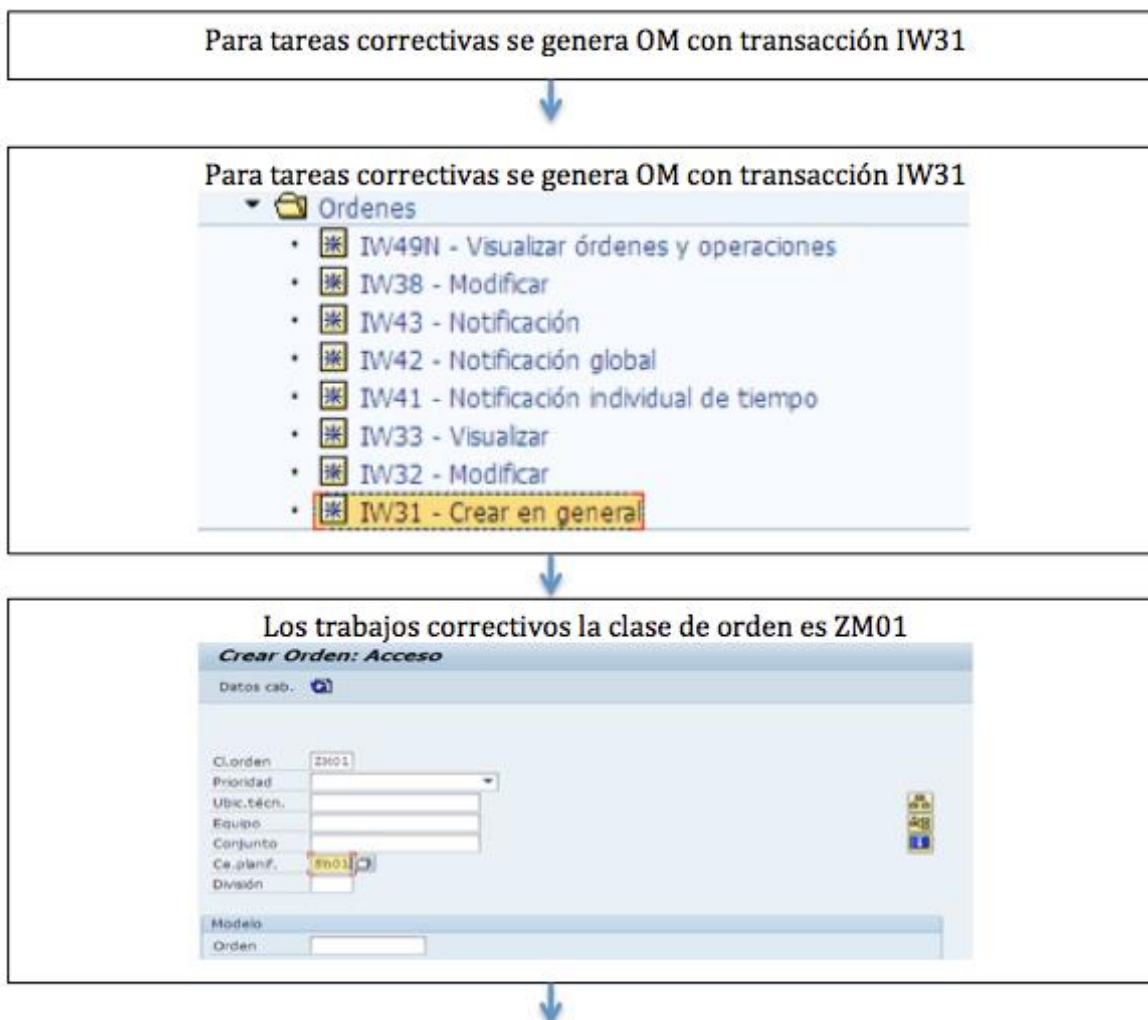 Para tareas correctivas se genera OM con transacción IW31
Para tareas correctivas se genera OM con transacción IW31
Ordenes
IW49N - Visualizar órdenes y operaciones
IW38 - Modificar
IW43 - Notificación
IW42 - Notificación global
IW41 - Notificación individual de tiempo
IW33 - Visualizar
IW32 - Modificar
IW31 - Crear en general
Los trabajos correctivos la clase de orden es ZM01
Crear Orden: Acceso
Datos cab.
Cl.orden ZM01
Prioridad
Ubic.técn.
Equipo
Conjunto
Ce.planif.
División
Modelo
Orden